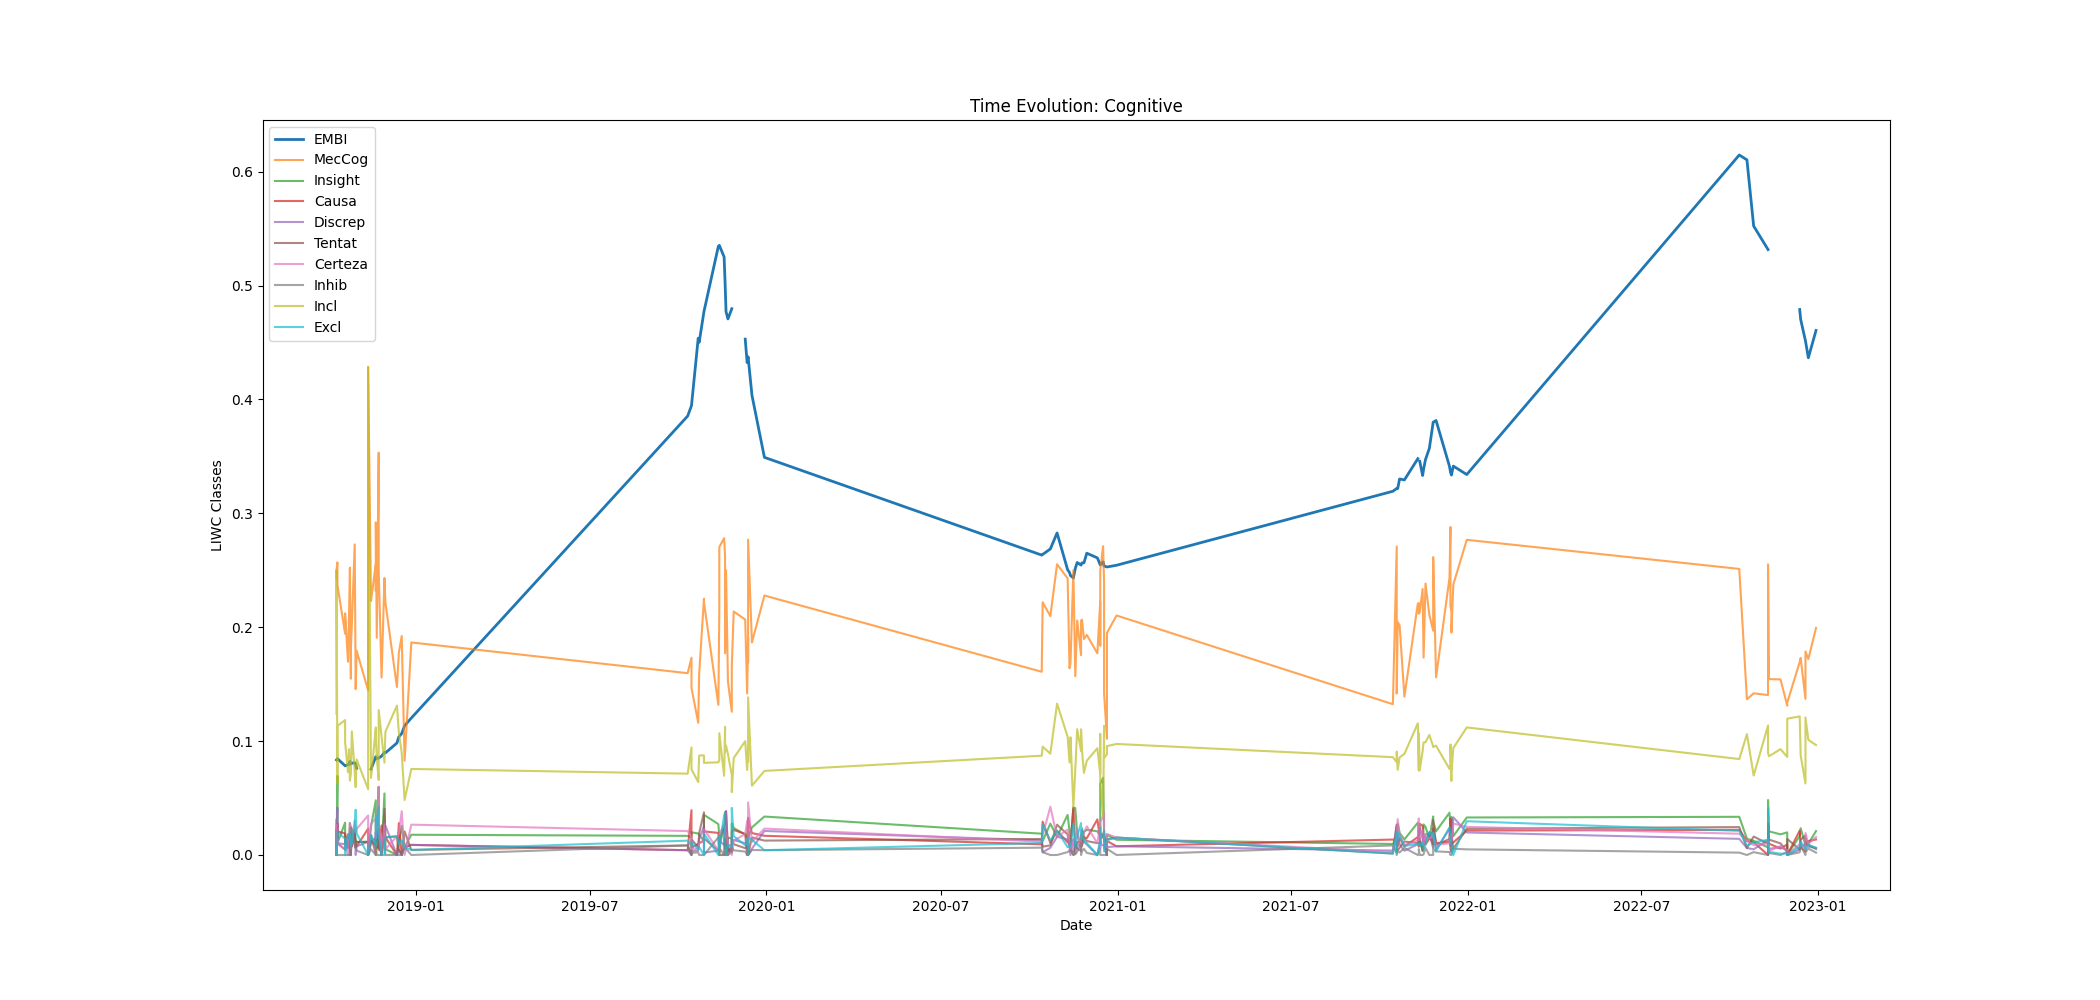 Time Evolution: Cognitive
EMBI
MecCog
Insight
Causa
Discrep
Tentat
Certeza
Inhib
Incl
Excl
LIWC Classes
0.6
0.5
0.4
0.3
0.2
0.1
0.0
2019-01
2019-07
2020-01
2020-07
2021-01
2021-07
2022-01
2022-07
2023-01
Date